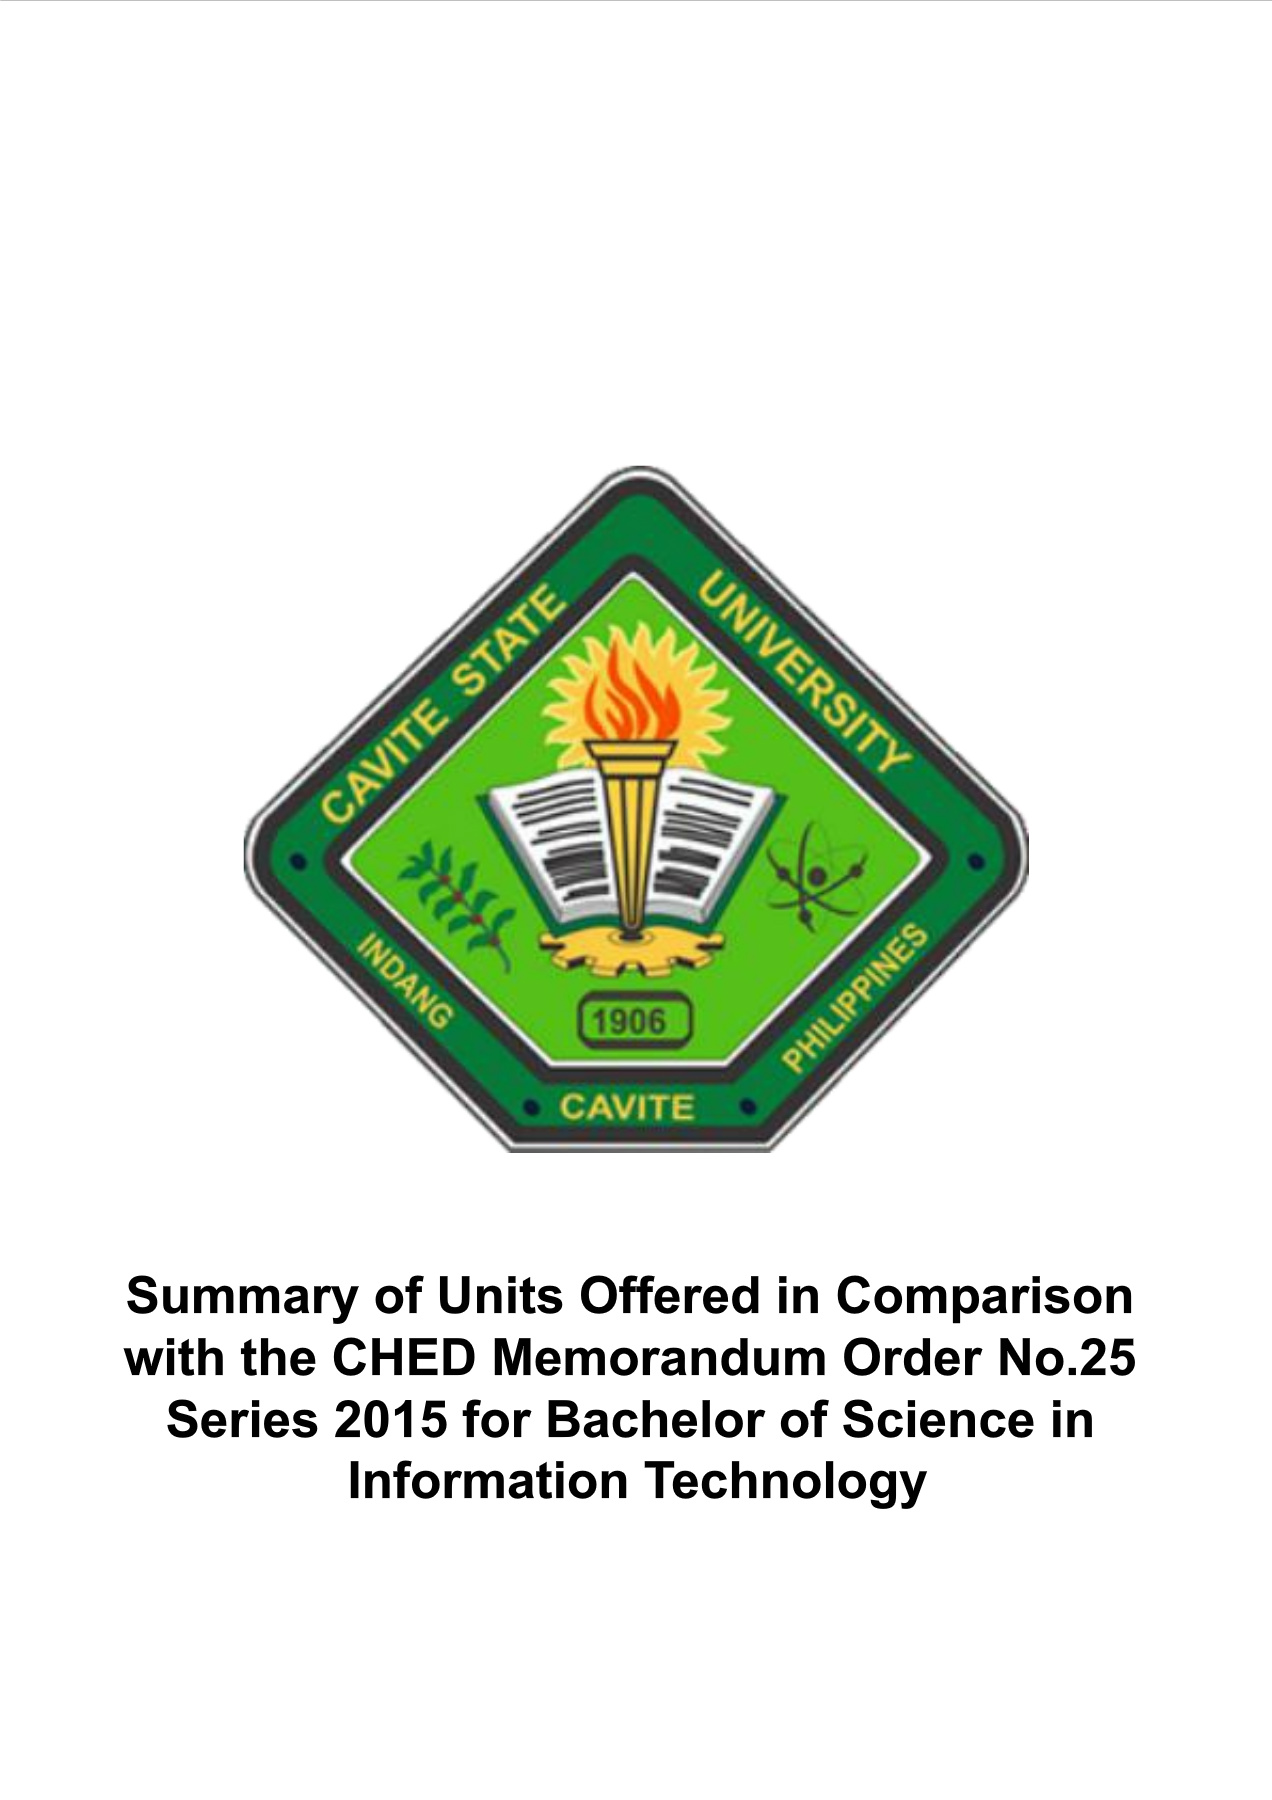 CAVITE STATE UNIVERSITY
INDANG
PHILIPPINES
1906
CAVITE
Summary of Units Offered in Comparison
with the CHED Memorandum Order No.25
Series 2015 for Bachelor of Science in
Information Technology